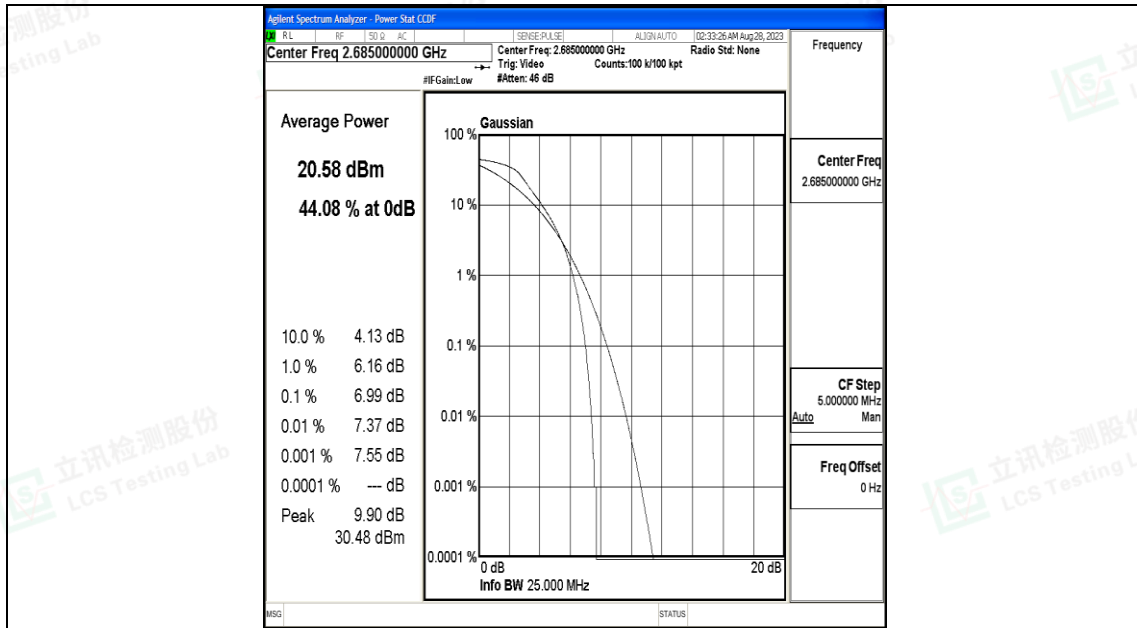 Agilent Spectrum Analyzer - Power Stat CCDF
RL RF 50 Ω AC SENSE:PULSE ALIGNAUTO 02:33:26 AM Aug 28, 2023
Center Freq 2.685000000 GHz
Center Freq: 2.685000000 GHz Radio Std: None
Trig: Video Counts:100 k/100 kpt
#IFGain:Low #Atten: 46 dB
Frequency
Average Power
20.58 dBm
44.08 % at 0dB
10.0 % 4.13 dB
1.0 % 6.16 dB
0.1 % 6.99 dB
0.01 % 7.37 dB
0.001 % 7.55 dB
0.0001 % --- dB
Peak 9.90 dB
30.48 dBm
Gaussian
100 %
10 %
1 %
0.1 %
0.01 %
0.001 %
0.0001 %
0 dB 20 dB
Info BW 25.000 MHz
Center Freq
2.685000000 GHz
CF Step
5.000000 MHz
Auto Man
Freq Offset
0 Hz
MSG STATUS
立讯检测股份
LCS Testing Lab
立讯检测股份
LCS Testing L